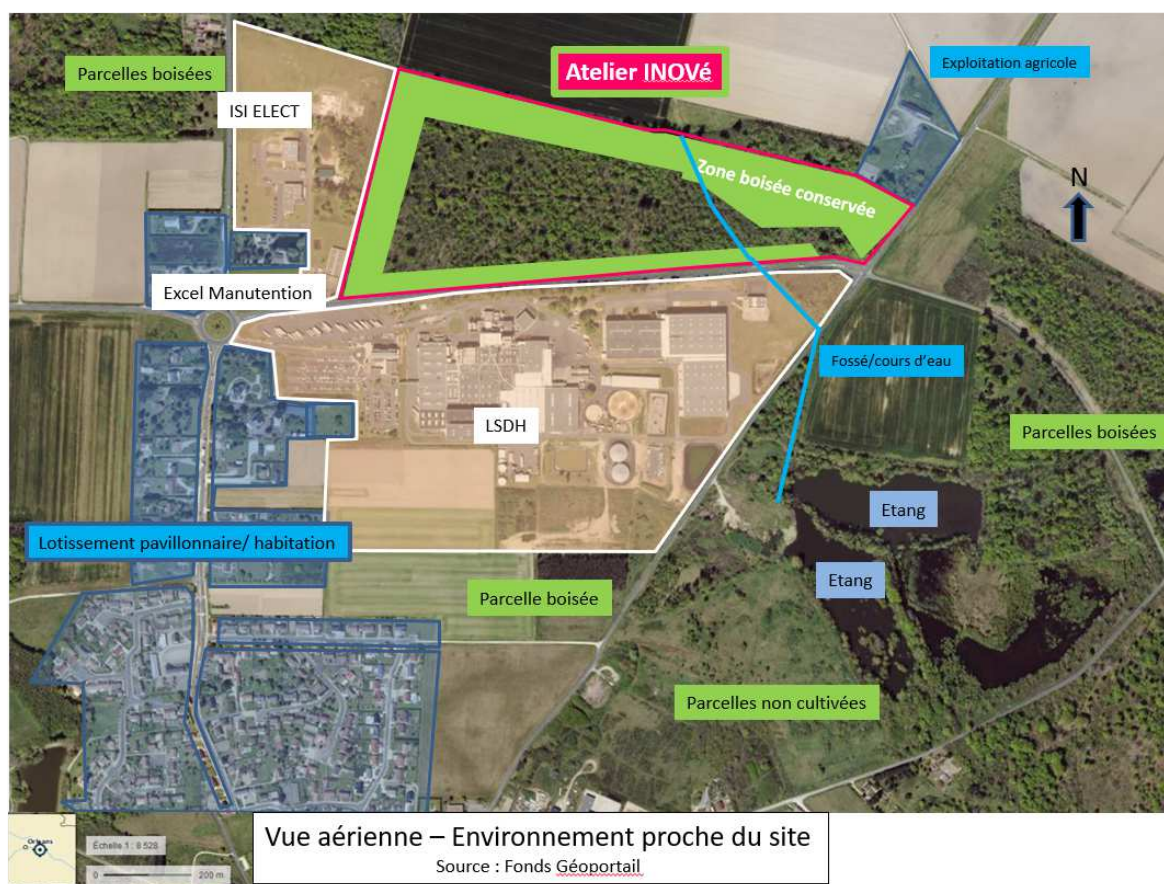 Parcelles boisées
Atelier INOVé
Exploitation agricole
ISI ELECT
Zone boisée conservée
N
Excel Manutention
Fossé/cours d'eau
LSDH
Parcelles boisées
Etang
Lotissement pavillonnaire/ habitation
Etang
Parcelle boisée
Parcelles non cultivées
Vue aérienne – Environnement proche du site
Source : Fonds Géoportail
Orléans
Échelle 1 : 8 528
0 200 m